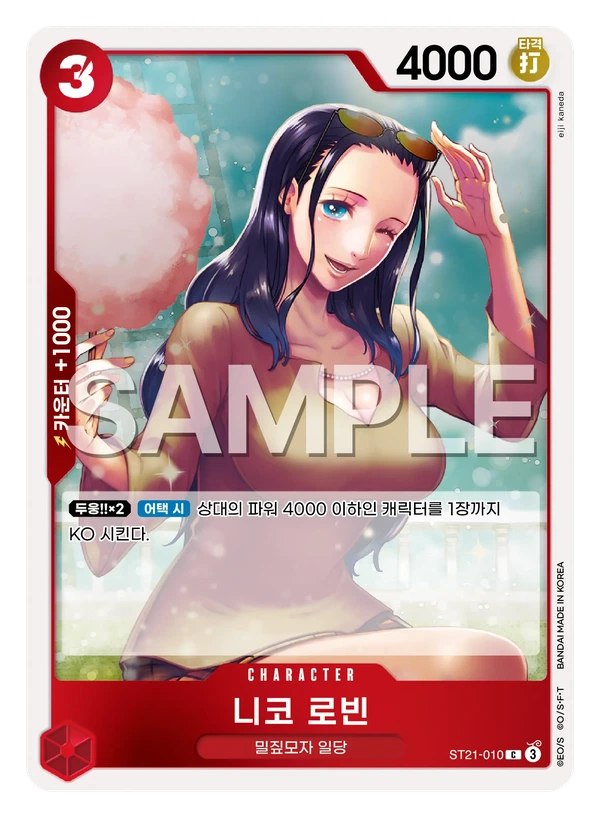 3
4000
타격
打
eiji kaneda
카운터 +1000
SAMPLE
두웅!!×2 어택 시 상대의 파워 4000 이하인 캐릭터를 1장까지
KO 시킨다.
CHARACTER
니코 로빈
밀짚모자 일당
ST21-010 C 3
©EO/S ©O/S·F·T BANDAI MADE IN KOREA